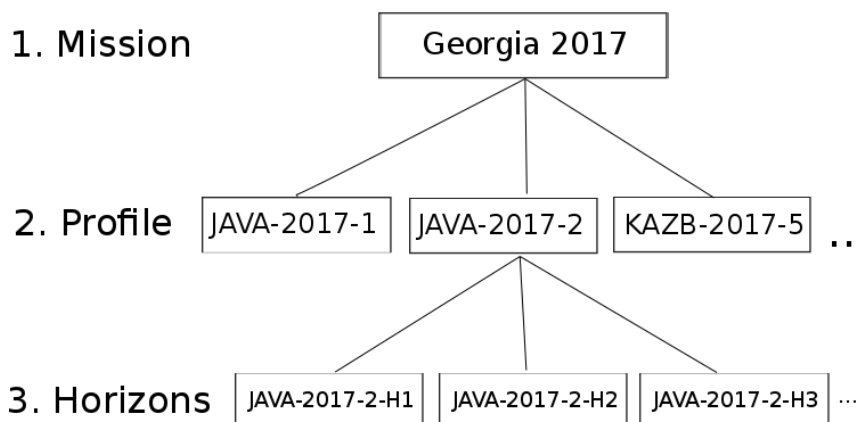 1. Mission Georgia 2017
2. Profile JAVA-2017-1 JAVA-2017-2 KAZB-2017-5 ..
3. Horizons JAVA-2017-2-H1 JAVA-2017-2-H2 JAVA-2017-2-H3 ...